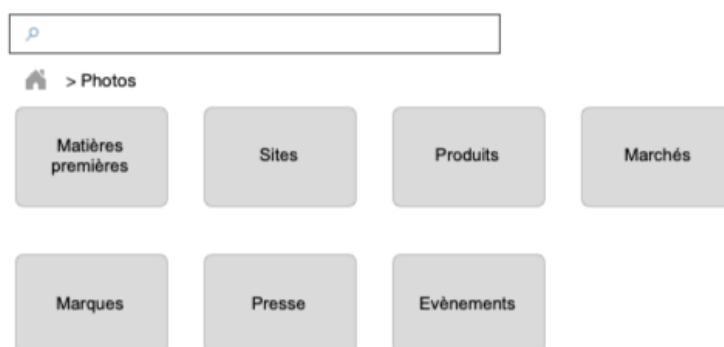 > Photos
Matières
premières
Sites
Produits
Marchés
Marques
Presse
Evènements